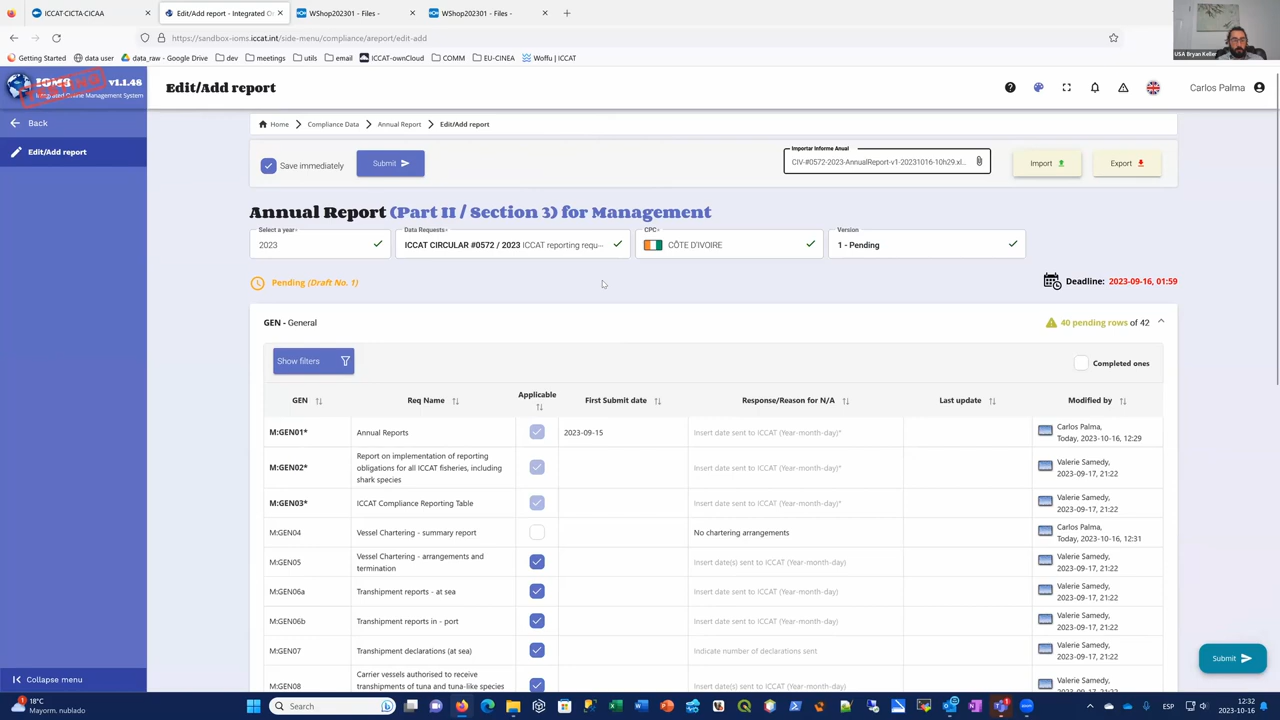 ICCAT·CICTA·CICAA
Edit/Add report - Integrated O
WShop202301 - Files -
WShop202301 - Files -
USA Bryan Keller
https://sandbox-ioms.iccat.int/side-menu/compliance/areport/edit-add
Getting Started data user data_raw - Google Drive dev meetings utils email ICCAT-ownCloud COMM EU-CINEA Woffu | ICCAT
IOMS v1.1.48
Integrated Online Management System
Edit/Add report
Carlos Palma
Back
Edit/Add report
Home Compliance Data Annual Report Edit/Add report
Save immediately
Submit
Importar Informe Anual
CIV-#0572-2023-AnnualReport-v1-20231016-10h29.xl...
Import
Export
Annual Report (Part II / Section 3) for Management
Select a year*
2023
Data Requests*
ICCAT CIRCULAR #0572 / 2023 ICCAT reporting requ···
CPC*
CÔTE D'IVOIRE
Version
1 - Pending
Pending (Draft No. 1)
Deadline: 2023-09-16, 01:59
GEN - General
40 pending rows of 42
Show filters
Completed ones
GEN Req Name Applicable First Submit date Response/Reason for N/A Last update Modified by
M:GEN01* Annual Reports 2023-09-15 Insert date sent to ICCAT (Year-month-day)* Carlos Palma,
Today, 2023-10-16, 12:29
M:GEN02* Report on implementation of reporting
obligations for all ICCAT fisheries, including
shark species
Insert date sent to ICCAT (Year-month-day)*
Valerie Samedy,
2023-09-17, 21:22
M:GEN03* ICCAT Compliance Reporting Table Insert date sent to ICCAT (Year-month-day)* Valerie Samedy,
2023-09-17, 21:22
M:GEN04 Vessel Chartering - summary report No chartering arrangements Carlos Palma,
Today, 2023-10-16, 12:31
M:GEN05 Vessel Chartering - arrangements and
termination
Insert date(s) sent to ICCAT (Year-month-day)
Valerie Samedy,
2023-09-17, 21:22
M:GEN06a Transhipment reports - at sea Insert date(s) sent to ICCAT (Year-month-day) Valerie Samedy,
2023-09-17, 21:22
M:GEN06b Transhipment reports in - port Insert date(s) sent to ICCAT (Year-month-day) Valerie Samedy,
2023-09-17, 21:22
M:GEN07 Transhipment declarations (at sea) Indicate number of declarations sent Valerie Samedy,
2023-09-17, 21:22
M:GEN08 Carrier vessels authorised to receive
transhipments of tuna and tuna-like species
Insert date(s) sent to ICCAT (Year-month-day)
Valerie Samedy,
2023-09-17, 21:22
Submit
Collapse menu
1
18°C
Mayorm. nublado
Search
ESP
12:32
2023-10-16